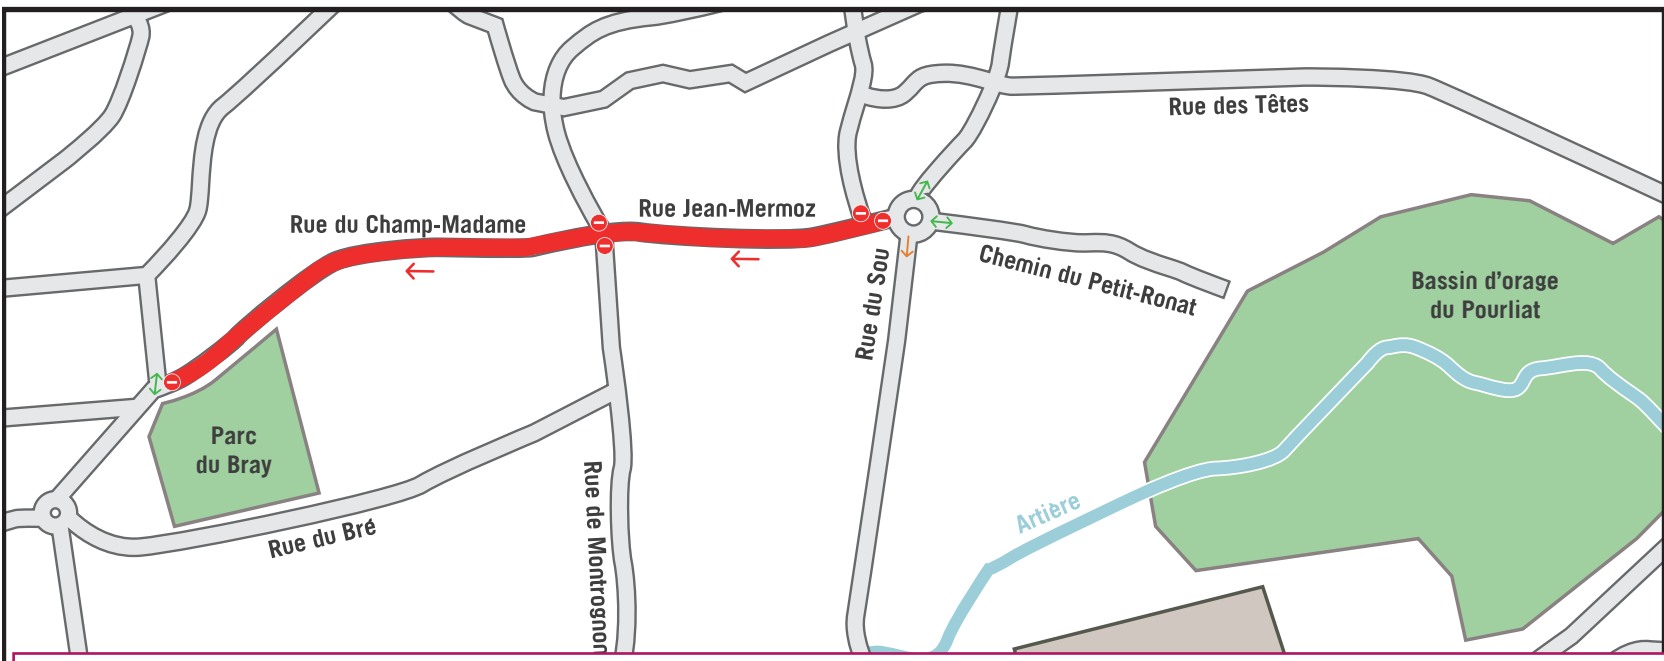 Rue des Têtes
Rue Jean-Mermoz
Rue du Champ-Madame
Chemin du Petit-Ronat
Rue du Sou
Bassin d'orage
du Pourliat
Parc
du Bray
Rue du Bré
Rue de Montrognon
Artière